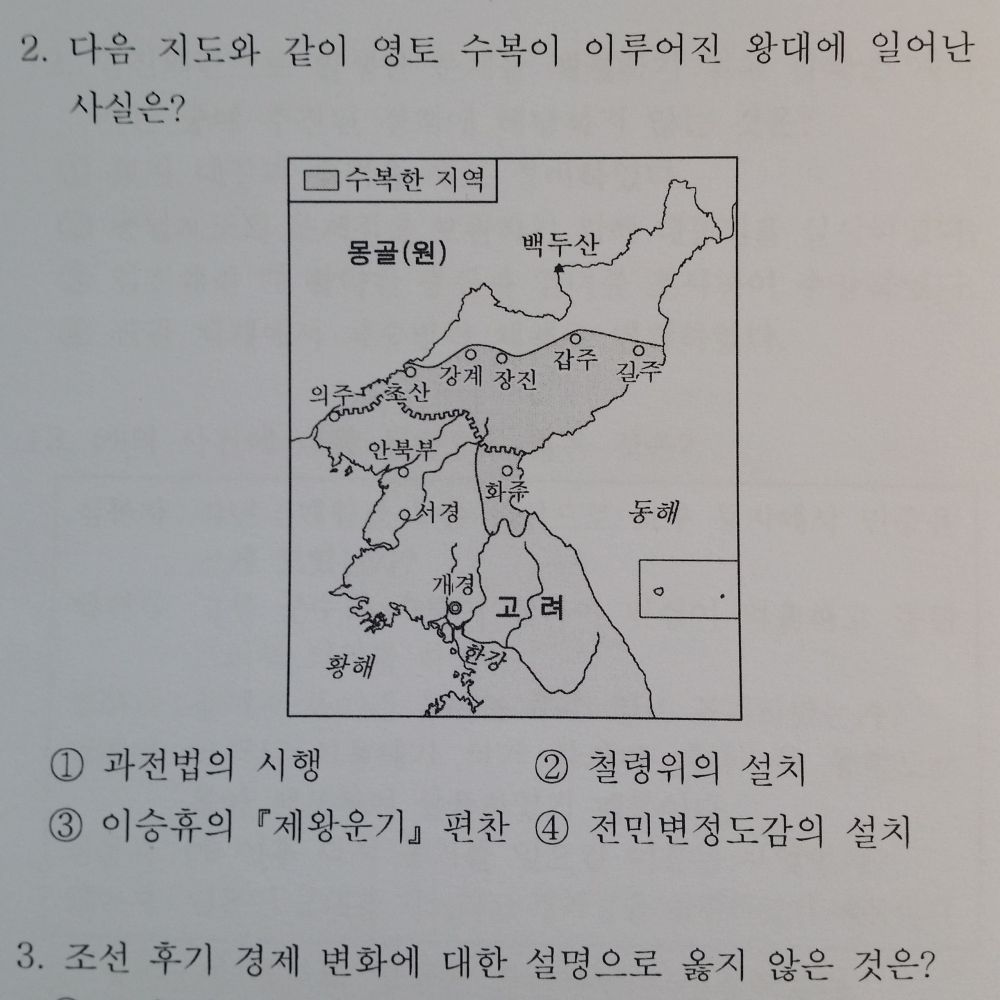 2. 다음 지도와 같이 영토 수복이 이루어진 왕대에 일어난
사실은?
수복한 지역
몽골(원)
백두산
갑주
길주
강계
장진
의주
초산
안북부
화주
서경
동해
개경
고려
한강
황해
① 과전법의 시행
② 철령위의 설치
③ 이승휴의 『제왕운기』 편찬
④ 전민변정도감의 설치
3. 조선 후기 경제 변화에 대한 설명으로 옳지 않은 것은?